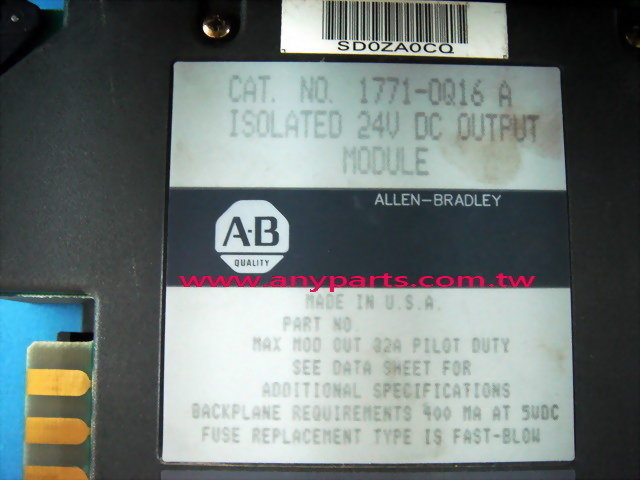 SD0ZA0CQ
CAT. NO. 1771-OQ16 A
ISOLATED 24V DC OUTPUT
MODULE
ALLEN-BRADLEY
A·B
QUALITY
www.anyparts.com.tw
MADE IN U.S.A.
PART NO
MAX MOD OUT 92A PILOT DUTY
SEE DATA SHEET FOR
ADDITIONAL SPECIFICATIONS
BACKPLANE REQUIREMENTS 400 MA AT 5VDC
FUSE REPLACEMENT TYPE IS FAST-BLOW